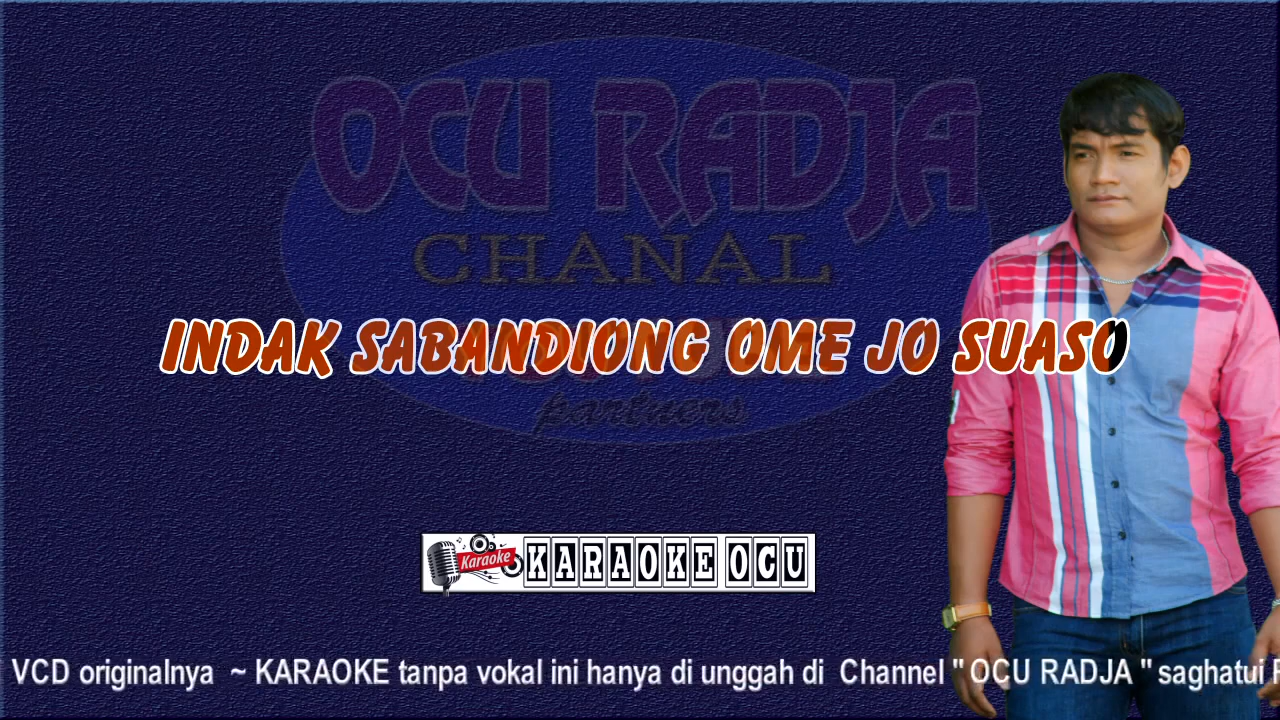 OCU RADJA
CHANAL
INDAK SABANDIONG OME JO SUASO
partners
Karaoke KARAOKE OCU
VCD originalnya ~ KARAOKE tanpa vokal ini hanya di unggah di Channel " OCU RADJA " saghatui